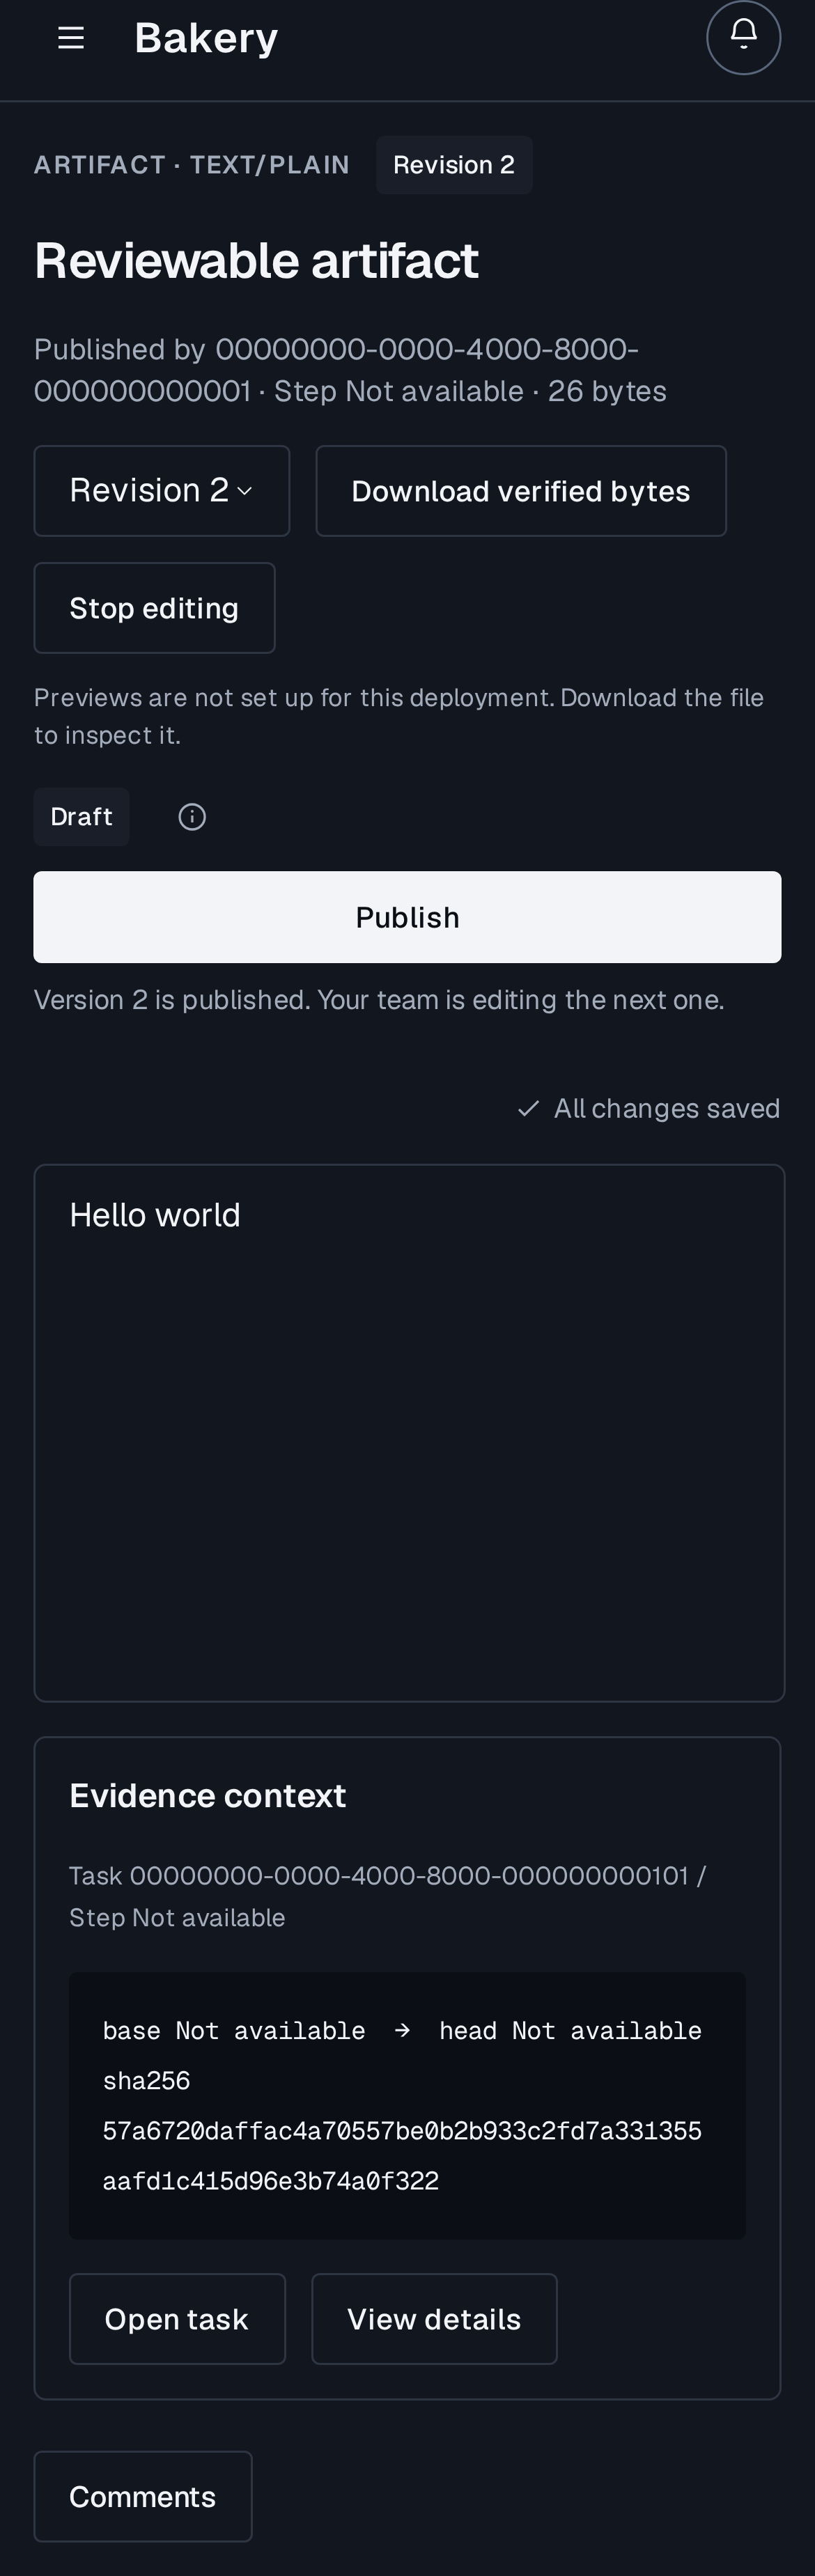 Bakery
ARTIFACT · TEXT/PLAIN Revision 2
Reviewable artifact
Published by 00000000-0000-4000-8000-
000000000001 · Step Not available · 26 bytes
Revision 2 Download verified bytes
Stop editing
Previews are not set up for this deployment. Download the file
to inspect it.
Draft
Publish
Version 2 is published. Your team is editing the next one.
All changes saved
Hello world
Evidence context
Task 00000000-0000-4000-8000-000000000101 /
Step Not available
base Not available → head Not available
sha256
57a6720daffac4a70557be0b2b933c2fd7a331355
aafd1c415d96e3b74a0f322
Open task View details
Comments